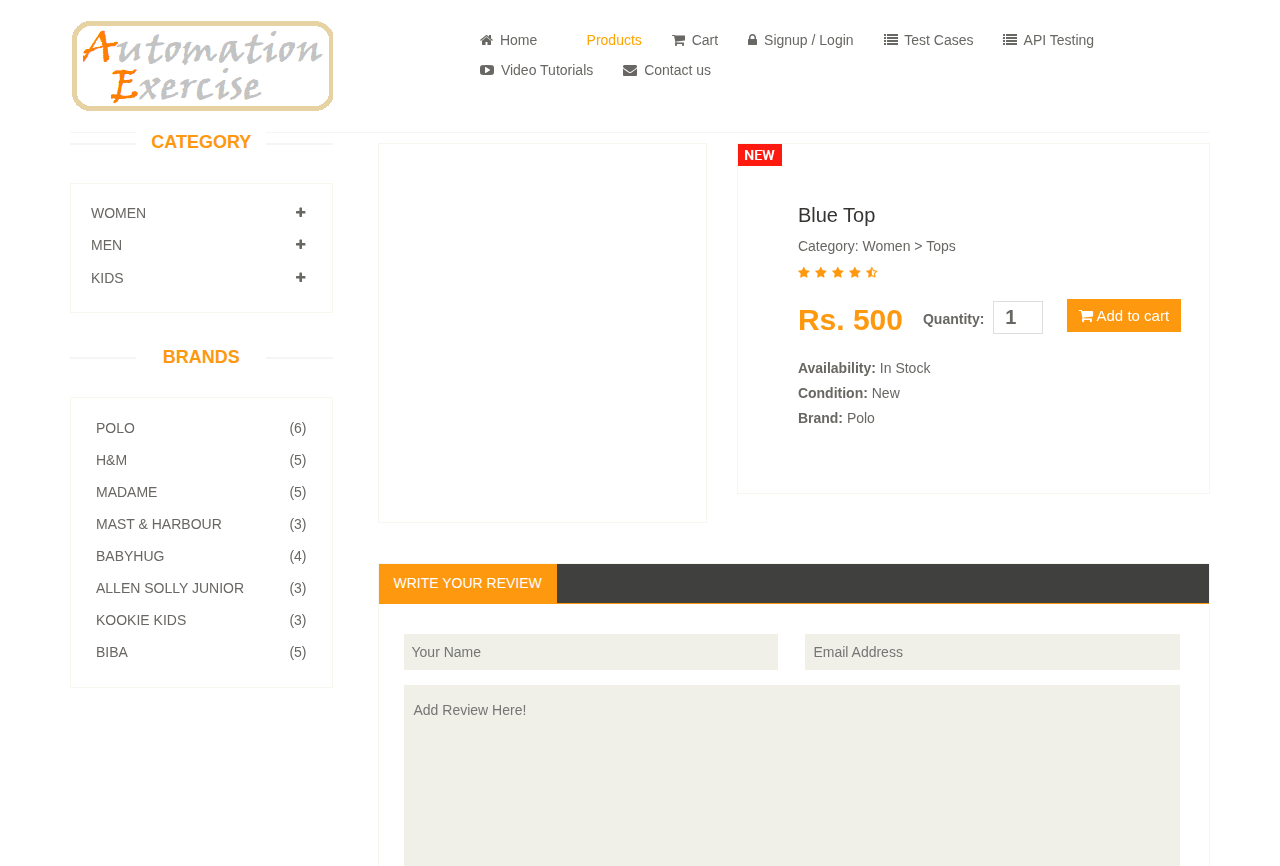 Automation
Exercise
Home Products Cart Signup / Login Test Cases API Testing
Video Tutorials Contact us
CATEGORY
WOMEN
MEN
KIDS
BRANDS
POLO (6)
H&M (5)
MADAME (5)
MAST & HARBOUR (3)
BABYHUG (4)
ALLEN SOLLY JUNIOR (3)
KOOKIE KIDS (3)
BIBA (5)
NEW
Blue Top
Category: Women > Tops
Rs. 500 Quantity: 1 Add to cart
Availability: In Stock
Condition: New
Brand: Polo
WRITE YOUR REVIEW
Your Name Email Address
Add Review Here!